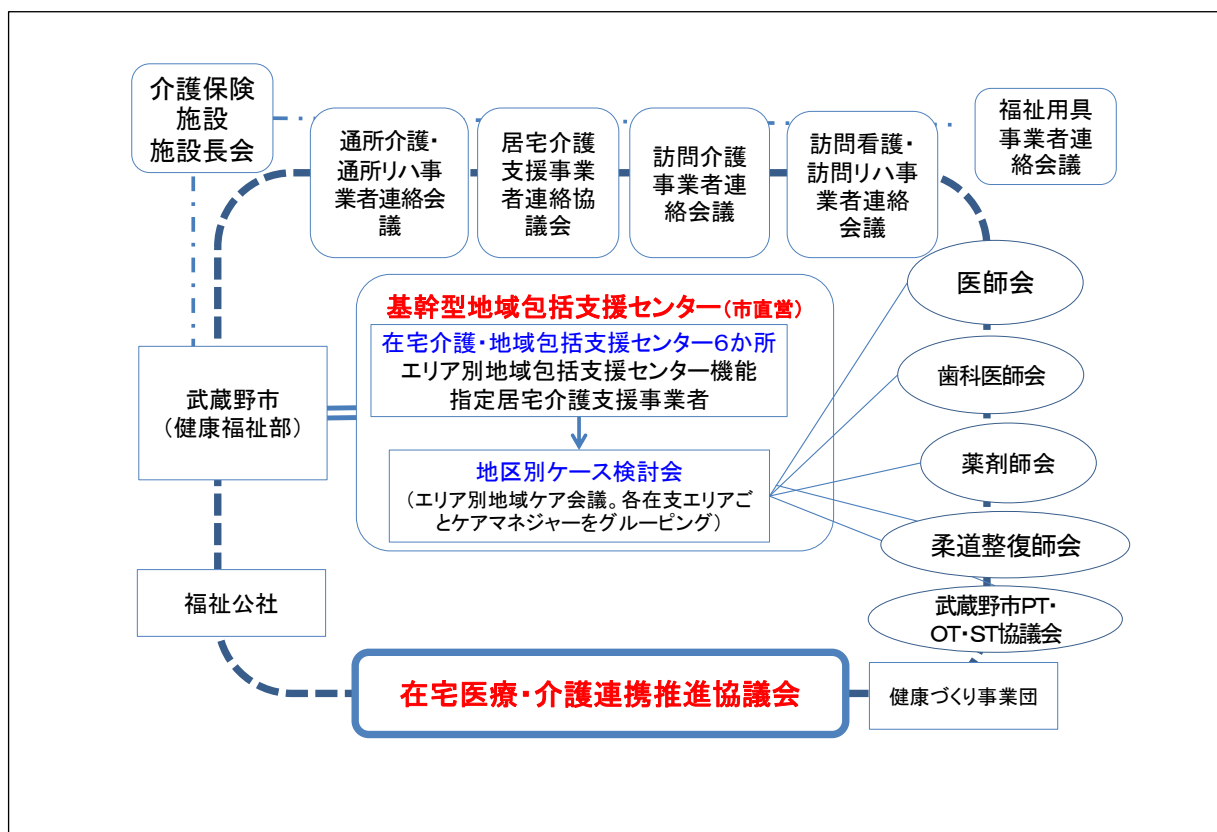 介護保険
施設
施設長会
通所介護・
通所リハ事
業者連絡会
議
居宅介護
支援事業
者連絡協
議会
訪問介護
事業者連
絡会議
訪問看護・
訪問リハ事
業者連絡
会議
福祉用具
事業者連
絡会議
医師会
歯科医師会
薬剤師会
柔道整復師会
武蔵野市PT・
OT・ST協議会
健康づくり事業団
基幹型地域包括支援センター(市直営)
在宅介護・地域包括支援センター6か所
エリア別地域包括支援センター機能
指定居宅介護支援事業者
地区別ケース検討会
(エリア別地域ケア会議。各在支エリアご
とケアマネジャーをグルーピング)
武蔵野市
(健康福祉部)
福祉公社
在宅医療・介護連携推進協議会